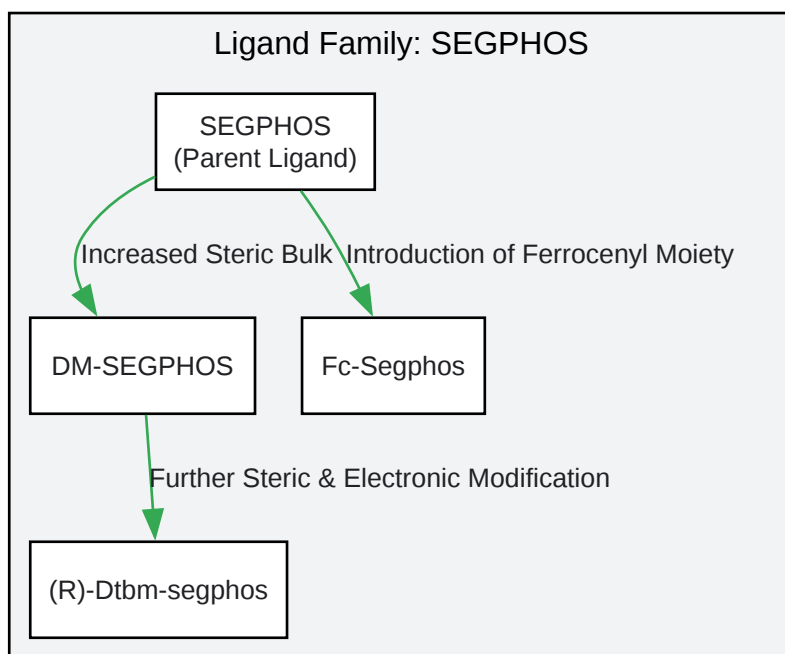 Ligand Family: SEGPHOS
SEGPHOS
(Parent Ligand)
Increased Steric Bulk
Introduction of Ferrocenyl Moiety
DM-SEGPHOS
Fc-Segphos
Further Steric & Electronic Modification
(R)-Dtbm-segphos